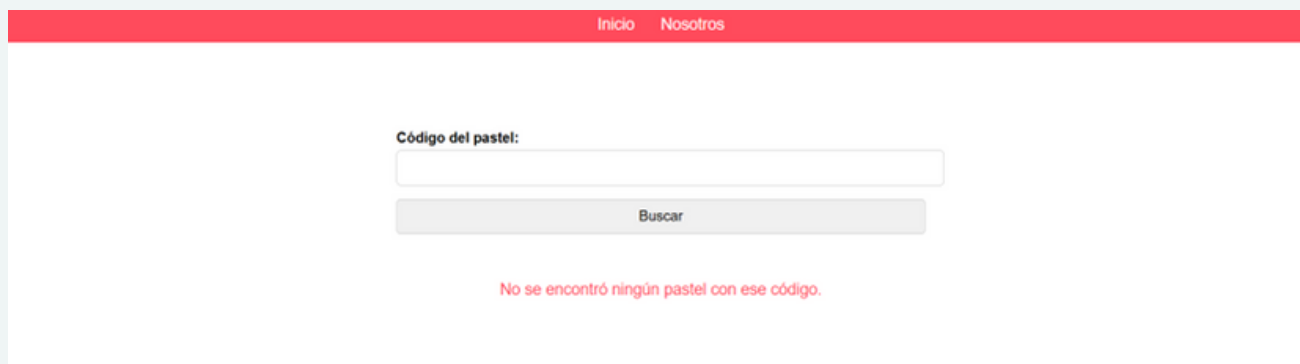 Inicio Nosotros
Código del pastel:
Buscar
No se encontró ningún pastel con ese código.